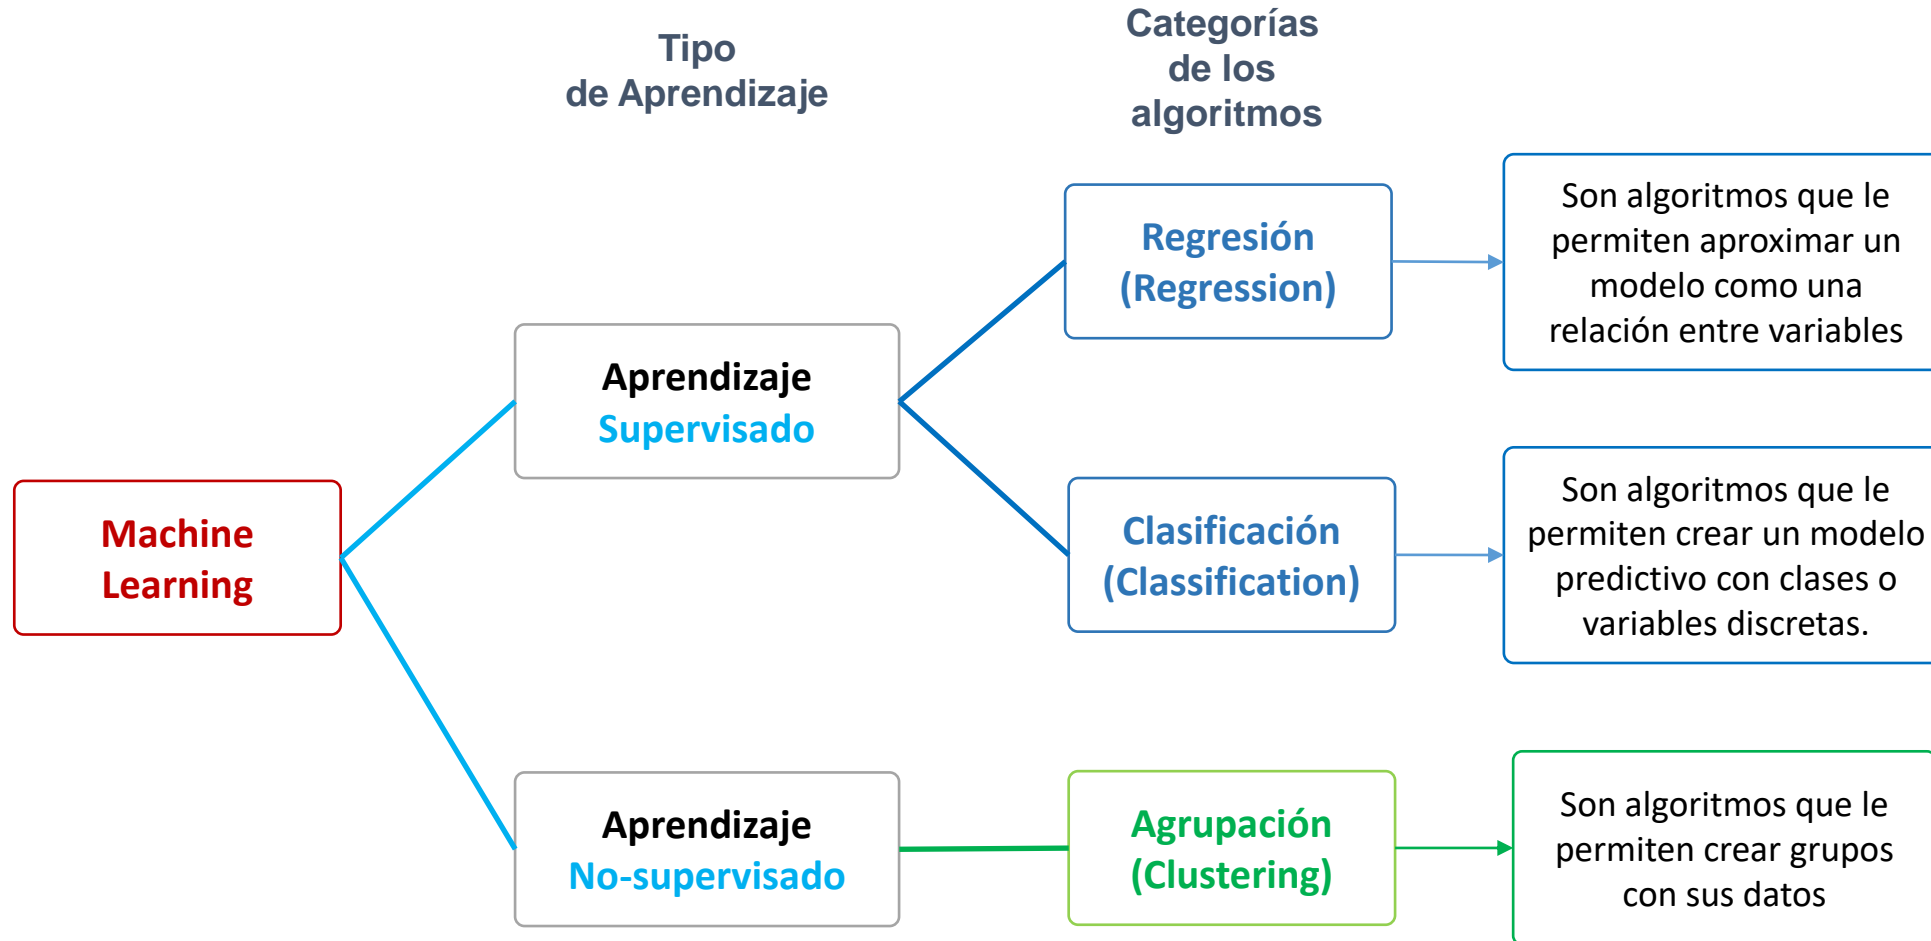 Tipo
de Aprendizaje
Categorías
de los
algoritmos
Machine
Learning
Aprendizaje
Supervisado
Regresión
(Regression)
Son algoritmos que le
permiten aproximar un
modelo como una
relación entre variables
Clasificación
(Classification)
Son algoritmos que le
permiten crear un modelo
predictivo con clases o
variables discretas.
Aprendizaje
No-supervisado
Agrupación
(Clustering)
Son algoritmos que le
permiten crear grupos
con sus datos